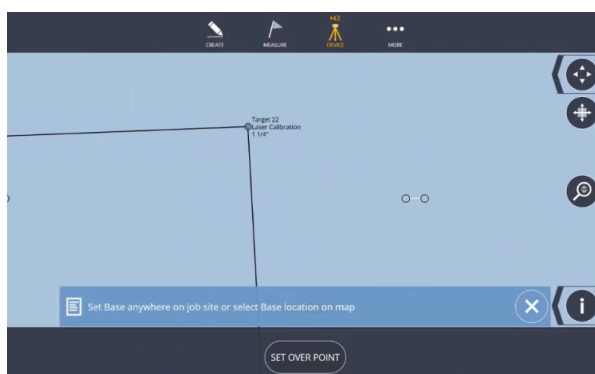 CREATE
MEASURE
DEVICE
MORE
Target 22
Laser Calibration
1 1/4"
Set Base anywhere on job site or select Base location on map
i
SET OVER POINT